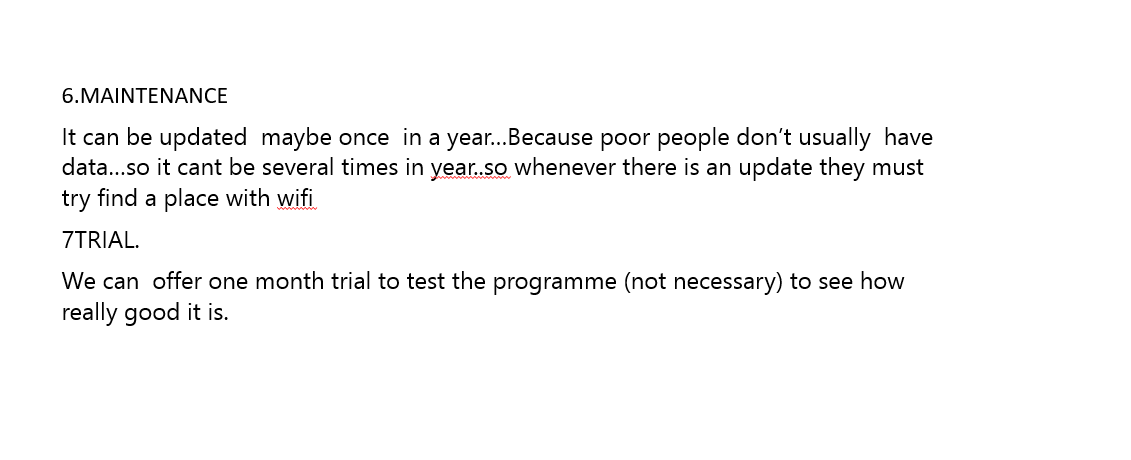 6.MAINTENANCE
It can be updated  maybe once  in a year...Because poor people don't usually  have
data...so it cant be several times in year..so whenever there is an update they must
try find a place with wifi
7TRIAL.
We can  offer one month trial to test the programme (not necessary) to see how
really good it is.